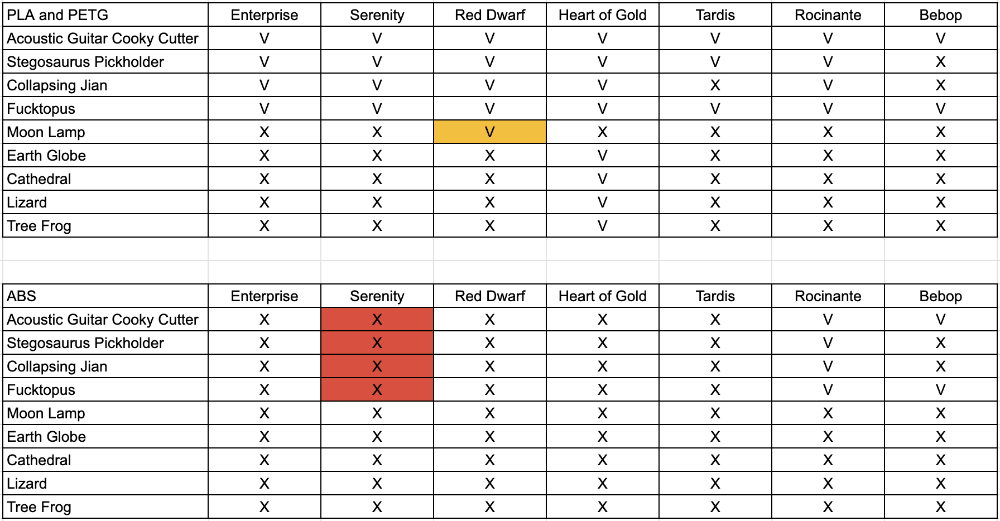 PLA and PETG Enterprise Serenity Red Dwarf Heart of Gold Tardis Rocinante Bebop
Acoustic Guitar Cooky Cutter V V V V V V V
Stegosaurus Pickholder V V V V V V X
Collapsing Jian V V V V X V X
Fucktopus V V V V V V V
Moon Lamp X X V X X X X
Earth Globe X X X V X X X
Cathedral X X X V X X X
Lizard X X X V X X X
Tree Frog X X X V X X X
ABS Enterprise Serenity Red Dwarf Heart of Gold Tardis Rocinante Bebop
Acoustic Guitar Cooky Cutter X X X X X V V
Stegosaurus Pickholder X X X X X V X
Collapsing Jian X X X X X V X
Fucktopus X X X X X V V
Moon Lamp X X X X X X X
Earth Globe X X X X X X X
Cathedral X X X X X X X
Lizard X X X X X X X
Tree Frog X X X X X X X